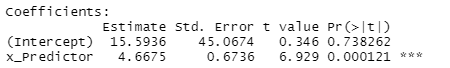 Coefficients:
Estimate Std. Error t value Pr(>|t|)
(Intercept) 15.5936 45.0674 0.346 0.738262
x_Predictor 4.6675 0.6736 6.929 0.000121 ***